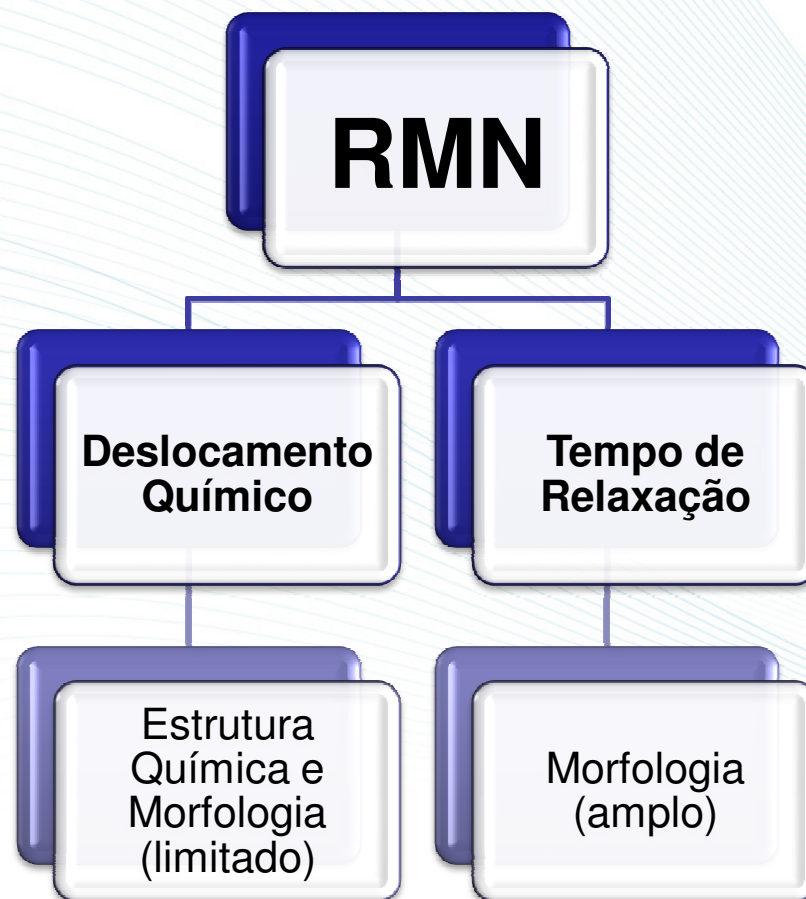 RMN
Deslocamento
Químico
Tempo de
Relaxação
Estrutura
Química e
Morfologia
(limitado)
Morfologia
(amplo)